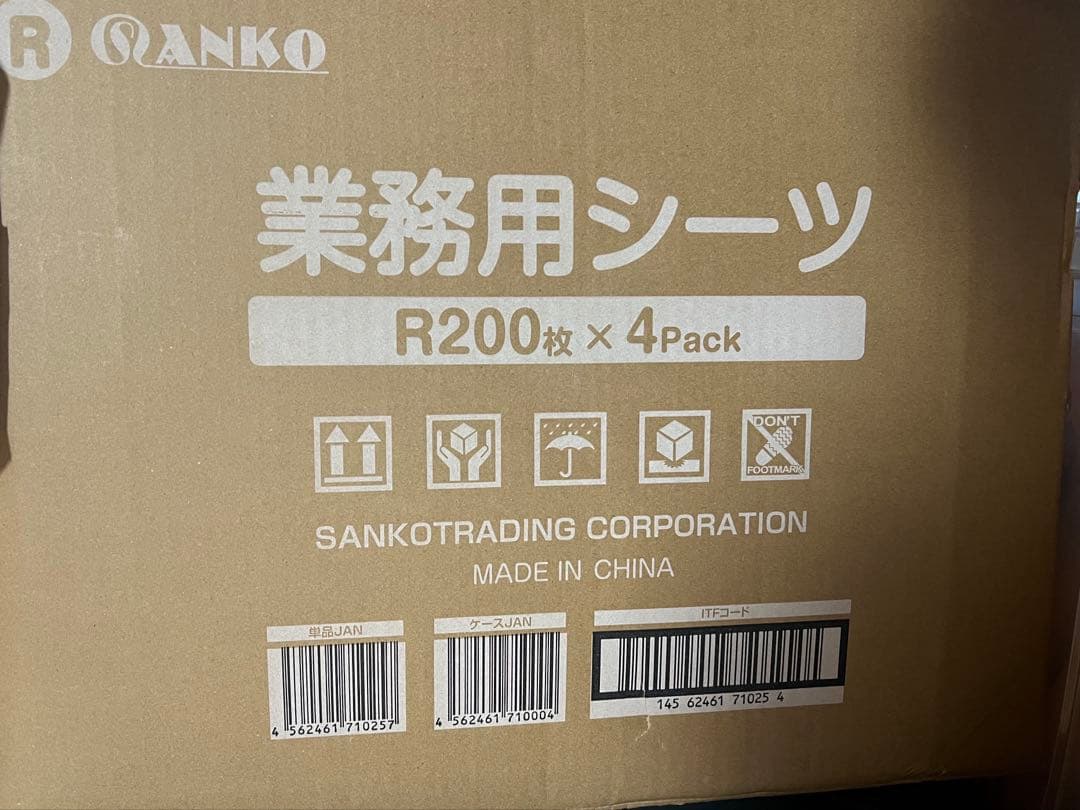 R SANKO
業務用シーツ
R200枚×4Pack
DON'T
FOOTMARK
SANKOTRADING CORPORATION
MADE IN CHINA
単品JAN
ケースJAN
ITFコード
4 562461 710257
4 562461 710004
145 62461 71025 4